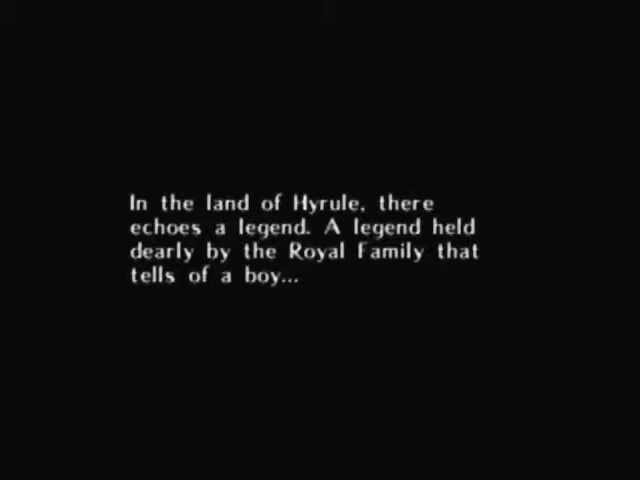 In the land of Hyrule, there
echoes a legend. A legend held
dearly by the Royal Family that
tells of a boy...